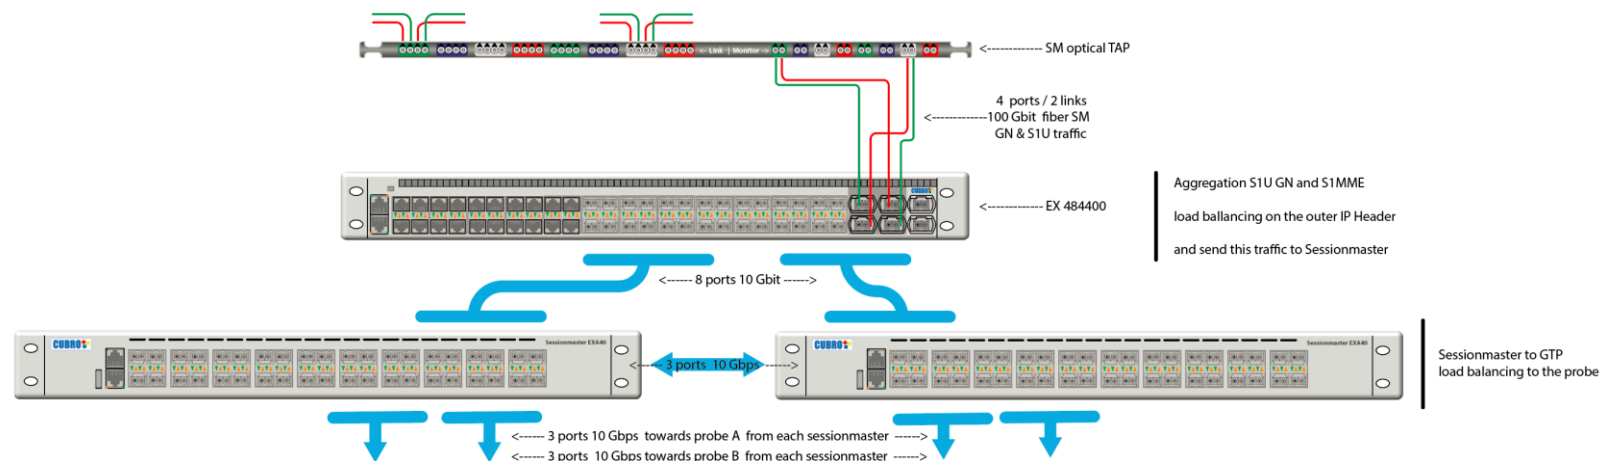 <- Link | Monitor ->
<-------------- SM optical TAP
4 ports / 2 links
<-------------100 Gbit fiber SM
GN & S1U traffic
CUBRO
<-------------- EX 484400
Aggregation S1U GN and S1MME
load ballancing on the outer IP Header
and send this traffic to Sessionmaster
<------ 8 ports 10 Gbit ------>
CUBRO
Sessionmaster EXA40
<------ 3 ports 10 Gbps ------>
CUBRO
Sessionmaster EXA40
Sessionmaster to GTP
load balancing to the probe
<------ 3 ports 10 Gbps towards probe A from each sessionmaster ------>
<------ 3 ports 10 Gbps towards probe B from each sessionmaster ------>